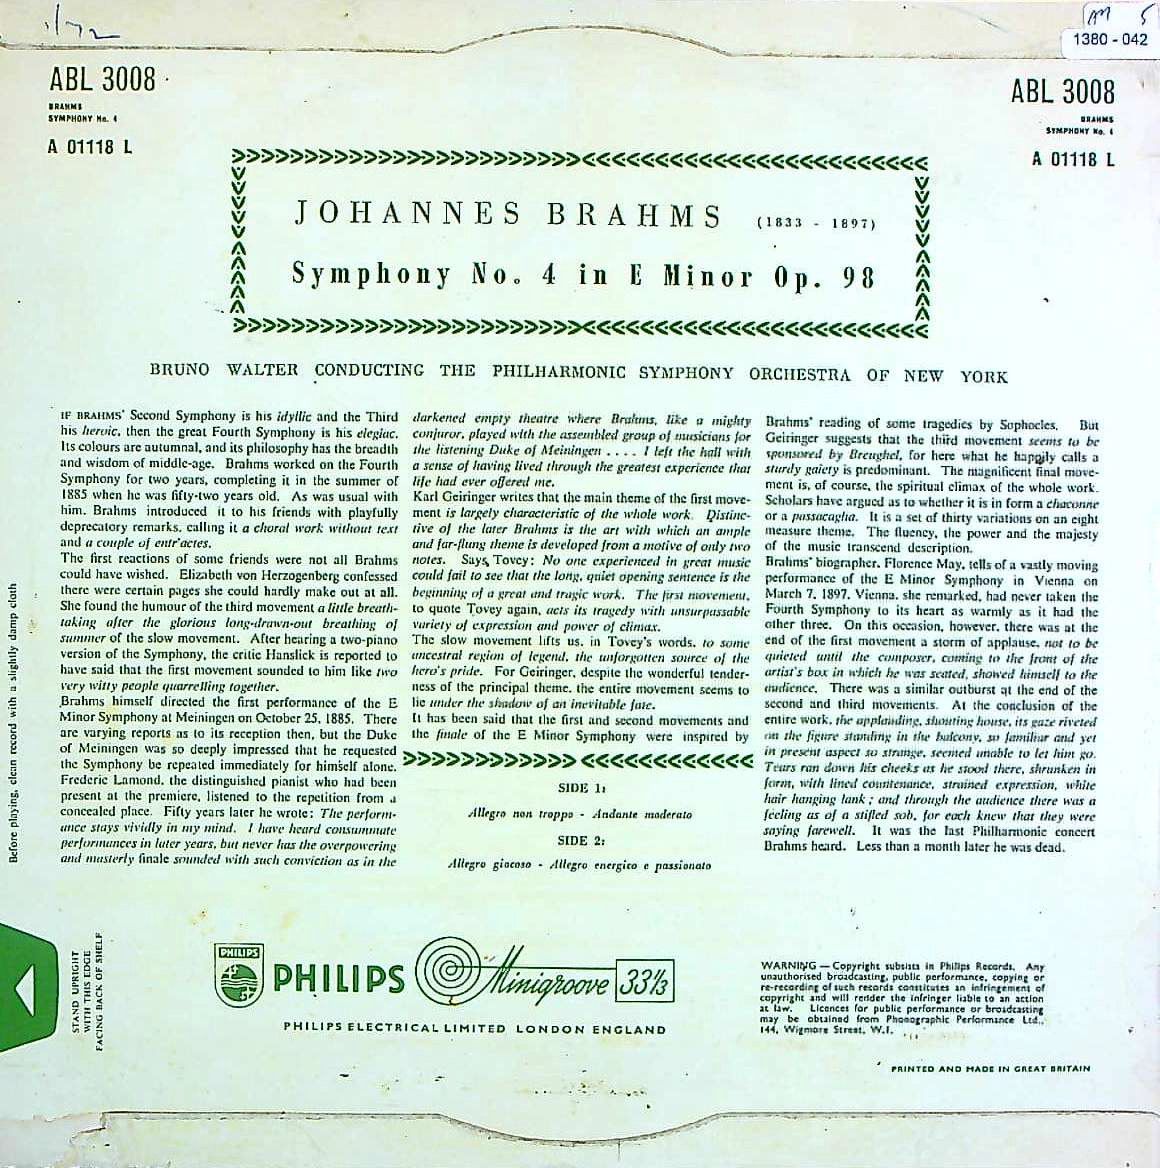 AM 5
1380 - 042
ABL 3008
BRAHMS
SYMPHONY No. 4
A 01118 L
ABL 3008
BRAHMS
SYMPHONY No. 4
A 01118 L
JOHANNES BRAHMS (1833 - 1897)
Symphony No. 4 in E Minor Op. 98
BRUNO WALTER CONDUCTING THE PHILHARMONIC SYMPHONY ORCHESTRA OF NEW YORK
IF BRAHMS' Second Symphony is his idyllic and the Third
his heroic, then the great Fourth Symphony is his elegiac.
Its colours are autumnal, and its philosophy has the breadth
and wisdom of middle-age. Brahms worked on the Fourth
Symphony for two years, completing it in the summer of
1885 when he was fifty-two years old. As was usual with
him, Brahms introduced it to his friends with playfully
deprecatory remarks, calling it a choral work without text
and a couple of entr'actes.
The first reactions of some friends were not all Brahms
could have wished. Elizabeth von Herzogenberg confessed
there were certain pages she could hardly make out at all.
She found the humour of the third movement a little breath-
taking after the glorious long-drawn-out breathing of
summer of the slow movement. After hearing a two-piano
version of the Symphony, the critic Hanslick is reported to
have said that the first movement sounded to him like two
very witty people quarrelling together.
Brahms himself directed the first performance of the E
Minor Symphony at Meiningen on October 25, 1885. There
are varying reports as to its reception then, but the Duke
of Meiningen was so deeply impressed that he requested
the Symphony be repeated immediately for himself alone.
Frederic Lamond, the distinguished pianist who had been
present at the premiere, listened to the repetition from a
concealed place. Fifty years later he wrote: The perform-
ance stays vividly in my mind. I have heard consummate
performances in later years, but never has the overpowering
and masterly finale sounded with such conviction as in the
darkened empty theatre where Brahms, like a mighty
conjuror, played with the assembled group of musicians for
the listening Duke of Meiningen . . . . I left the hall with
a sense of having lived through the greatest experience that
life had ever offered me.
Karl Geiringer writes that the main theme of the first move-
ment is largely characteristic of the whole work. Distinc-
tive of the later Brahms is the art with which an ample
and far-flung theme is developed from a motive of only two
notes. Says Tovey: No one experienced in great music
could fail to see that the long, quiet opening sentence is the
beginning of a great and tragic work. The first movement,
to quote Tovey again, acts its tragedy with unsurpassable
variety of expression and power of climax.
The slow movement lifts us, in Tovey's words, to some
ancestral region of legend, the unforgotten source of the
hero's pride. For Geiringer, despite the wonderful tender-
ness of the principal theme, the entire movement seems to
lie under the shadow of an inevitable fate.
It has been said that the first and second movements and
the finale of the E Minor Symphony were inspired by
SIDE 1:
Allegro non troppo - Andante moderato
SIDE 2:
Allegro giocoso - Allegro energico e passionato
Brahms' reading of some tragedies by Sophocles. But
Geiringer suggests that the third movement seems to be
sponsored by Breughel, for here what he happily calls a
sturdy gaiety is predominant. The magnificent final move-
ment is, of course, the spiritual climax of the whole work.
Scholars have argued as to whether it is in form a chaconne
or a passacaglia. It is a set of thirty variations on an eight
measure theme. The fluency, the power and the majesty
of the music transcend description.
Brahms' biographer, Florence May, tells of a vastly moving
performance of the E Minor Symphony in Vienna on
March 7, 1897. Vienna, she remarked, had never taken the
Fourth Symphony to its heart as warmly as it had the
other three. On this occasion, however, there was at the
end of the first movement a storm of applause, not to be
quieted until the composer, coming to the front of the
artist's box in which he was seated, showed himself to the
audience. There was a similar outburst at the end of the
second and third movements. At the conclusion of the
entire work, the applauding, shouting house, its gaze riveted
on the figure standing in the balcony, so familiar and yet
in present aspect so strange, seemed unable to let him go.
Tears ran down his cheeks as he stood there, shrunken in
form, with lined countenance, strained expression, white
hair hanging lank ; and through the audience there was a
feeling as of a stifled sob, for each knew that they were
saying farewell. It was the last Philharmonic concert
Brahms heard. Less than a month later he was dead.
Before playing, clean record with a slightly damp cloth
STAND UPRIGHT
WITH THIS EDGE
FACING BACK OF SHELF
PHILIPS
PHILIPS Minigroove 33⅓
PHILIPS ELECTRICAL LIMITED LONDON ENGLAND
WARNING — Copyright subsists in Philips Records. Any
unauthorised broadcasting, public performance, copying or
re-recording of such records constitutes an infringement of
copyright and will render the infringer liable to an action
at law. Licences for public performance or broadcasting
may be obtained from Phonographic Performance Ltd.,
144, Wigmore Street, W.1.
PRINTED AND MADE IN GREAT BRITAIN